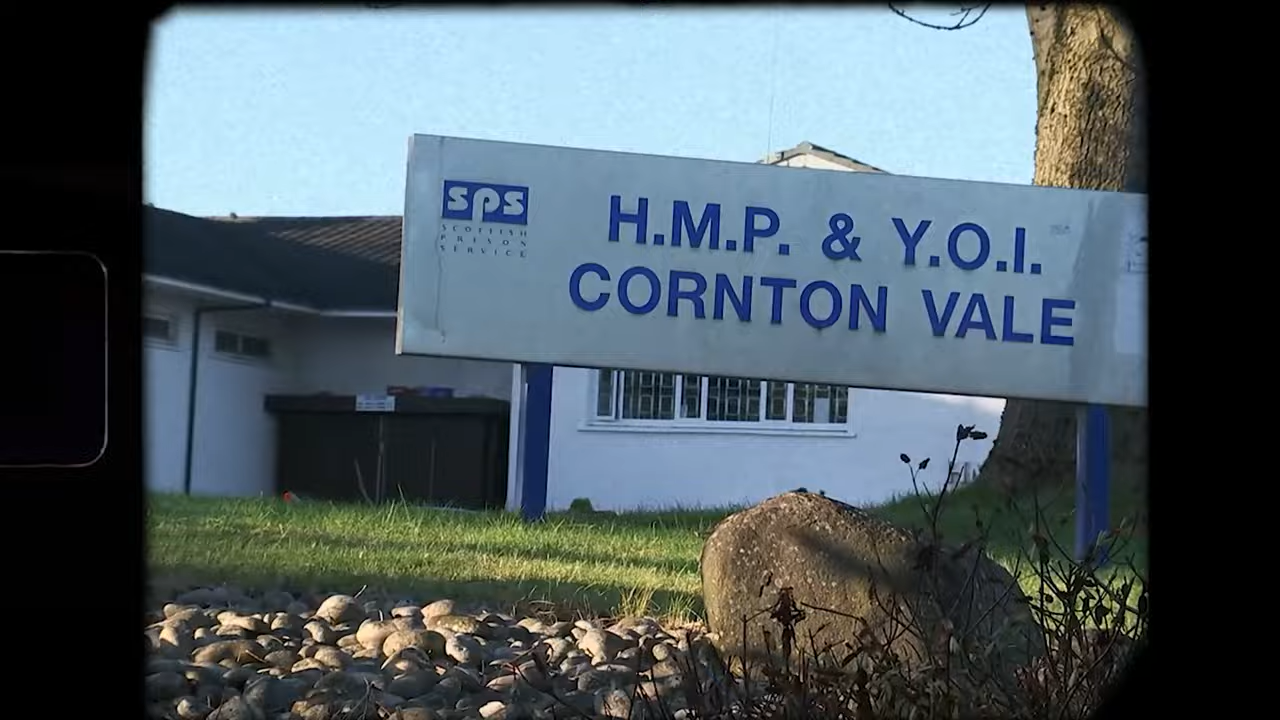 sps
SCOTTISH
PRISON
SERVICE
H.M.P. & Y.O.I.
CORNTON VALE